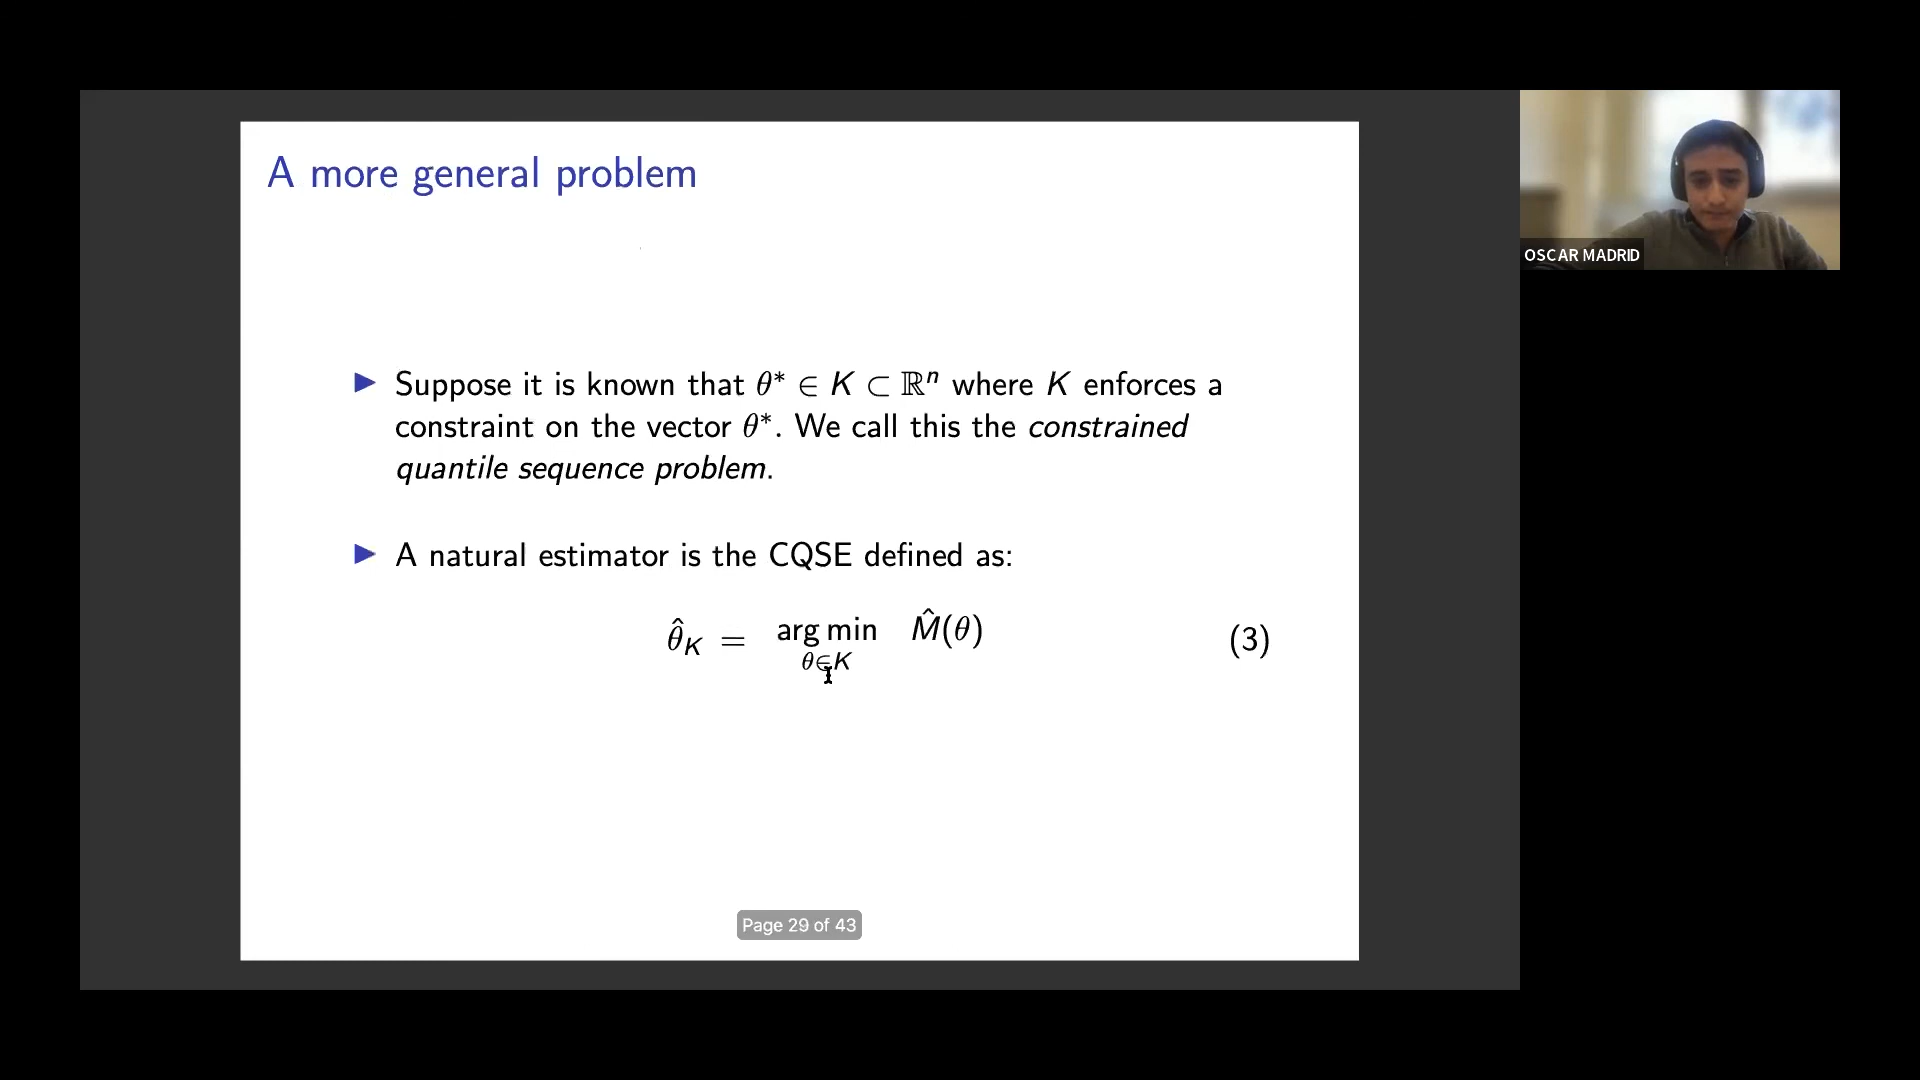 A more general problem
▶ Suppose it is known that θ* ∈ K ⊂ ℝⁿ where K enforces a
constraint on the vector θ*. We call this the constrained
quantile sequence problem.
▶ A natural estimator is the CQSE defined as:
θ̂_K = arg min M̂(θ) (3)
θ∈K
Page 29 of 43
OSCAR MADRID